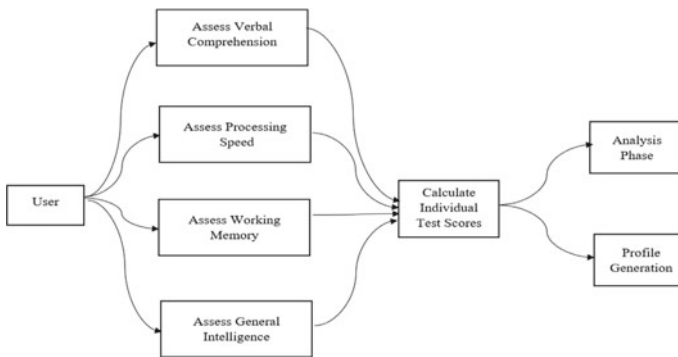 Assess Verbal
Comprehension
Assess Processing
Speed
User
Assess Working
Memory
Assess General
Intelligence
Calculate
Individual
Test Scores
Analysis
Phase
Profile
Generation